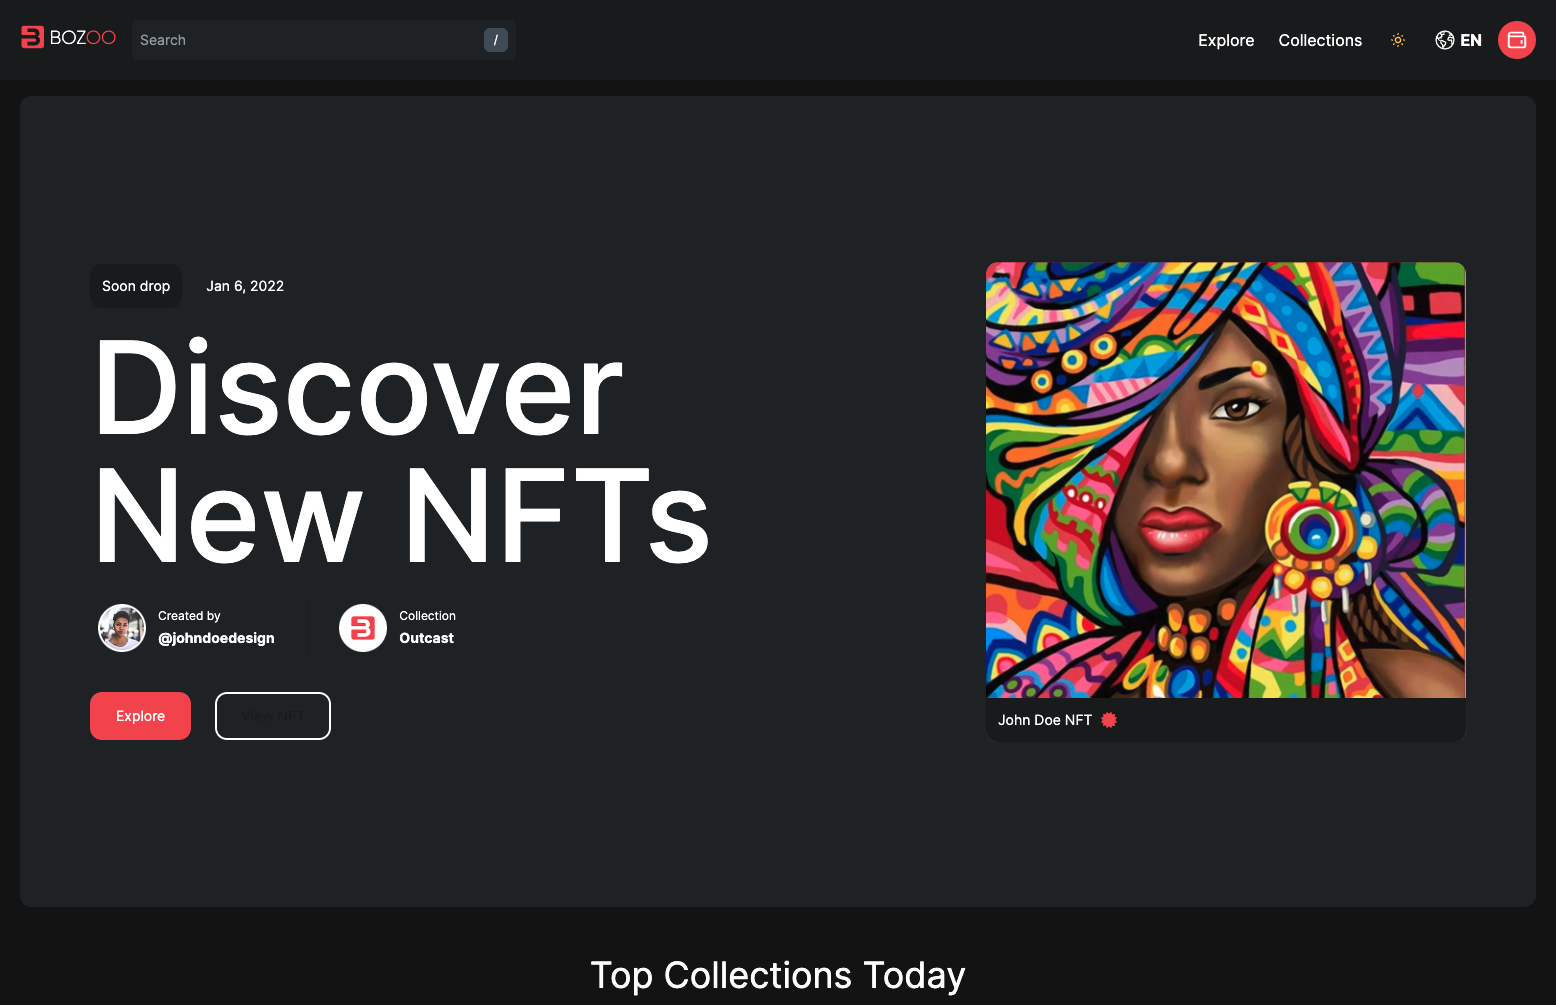 BOZOO
Search
/
Explore
Collections
EN
Soon drop
Jan 6, 2022
Discover
New NFTs
Created by
@johndoedesign
Collection
Outcast
Explore
View NFT
John Doe NFT
Top Collections Today